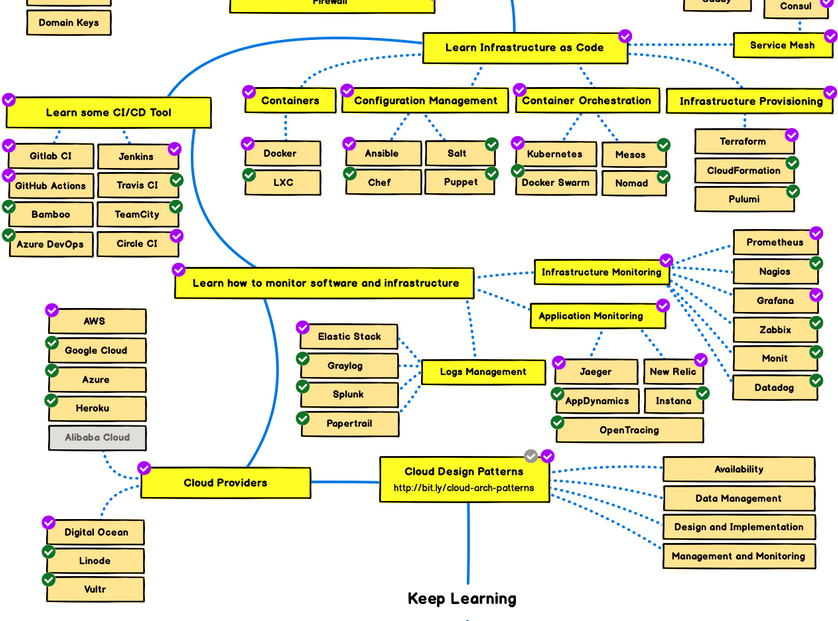 Firewall
Caddy
Consul
Domain Keys
Learn Infrastructure as Code
Service Mesh
Learn some CI/CD Tool
Containers
Configuration Management
Container Orchestration
Infrastructure Provisioning
Gitlab CI
Jenkins
GitHub Actions
Travis CI
Bamboo
TeamCity
Azure DevOps
Circle CI
Docker
LXC
Ansible
Salt
Chef
Puppet
Kubernetes
Mesos
Docker Swarm
Nomad
Terraform
CloudFormation
Pulumi
Learn how to monitor software and infrastructure
Infrastructure Monitoring
Application Monitoring
Prometheus
Nagios
Grafana
Zabbix
Monit
Datadog
AWS
Google Cloud
Azure
Heroku
Alibaba Cloud
Elastic Stack
Graylog
Splunk
Papertrail
Logs Management
Jaeger
New Relic
AppDynamics
Instana
OpenTracing
Cloud Providers
Cloud Design Patterns
http://bit.ly/cloud-arch-patterns
Availability
Data Management
Design and Implementation
Management and Monitoring
Digital Ocean
Linode
Vultr
Keep Learning